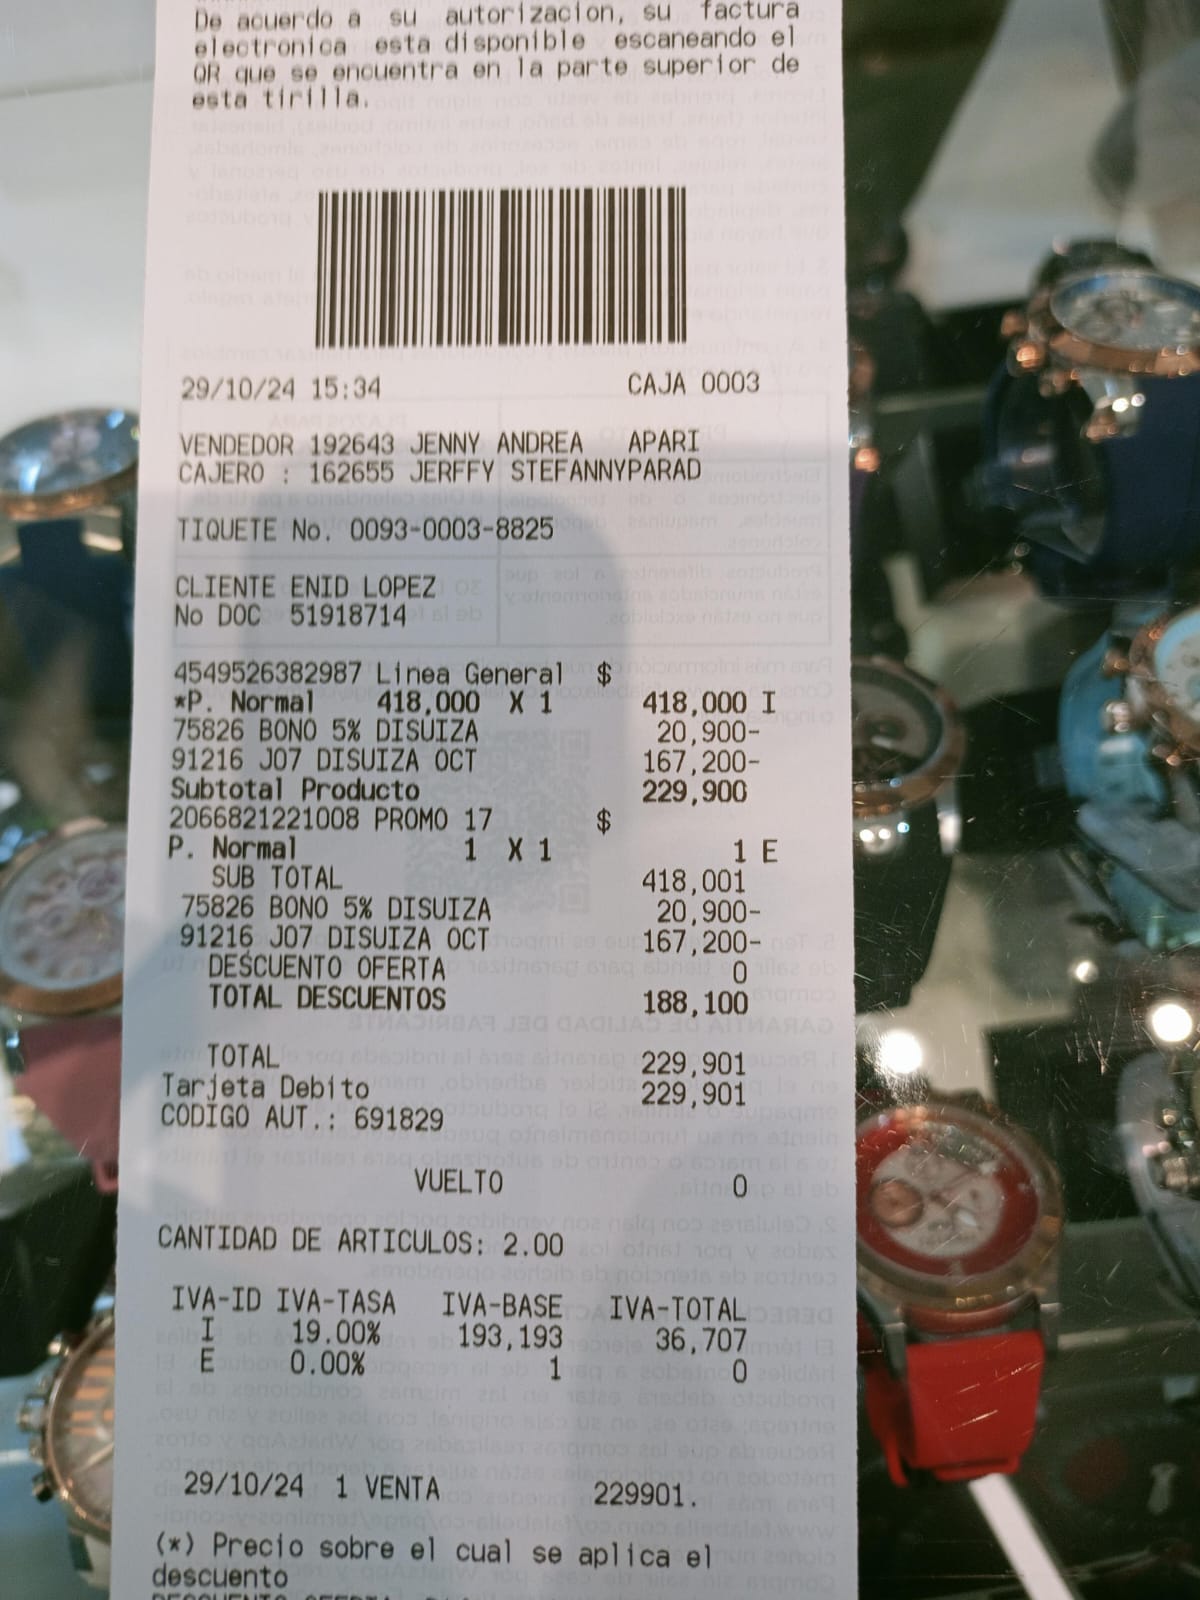 De acuerdo a su autorizacion, su factura
electronica esta disponible escaneando el
QR que se encuentra en la parte superior de
esta tirilla.
29/10/24 15:34 CAJA 0003
VENDEDOR 192643 JENNY ANDREA APARI
CAJERO : 162655 JERFFY STEFANNYPARAD
TIQUETE No. 0093-0003-8825
CLIENTE ENID LOPEZ
No DOC 51918714
4549526382987 Linea General $
*P. Normal 418,000 X 1 418,000 I
75826 BONO 5% DISUIZA 20,900-
91216 J07 DISUIZA OCT 167,200-
Subtotal Producto 229,900
2066821221008 PROMO 17 $
P. Normal 1 X 1 1 E
SUB TOTAL 418,001
75826 BONO 5% DISUIZA 20,900-
91216 J07 DISUIZA OCT 167,200-
DESCUENTO OFERTA 0
TOTAL DESCUENTOS 188,100
TOTAL 229,901
Tarjeta Debito 229,901
CODIGO AUT.: 691829
VUELTO 0
CANTIDAD DE ARTICULOS: 2.00
IVA-ID IVA-TASA IVA-BASE IVA-TOTAL
I 19.00% 193,193 36,707
E 0.00% 1 0
29/10/24 1 VENTA 229901.
(*) Precio sobre el cual se aplica el
descuento